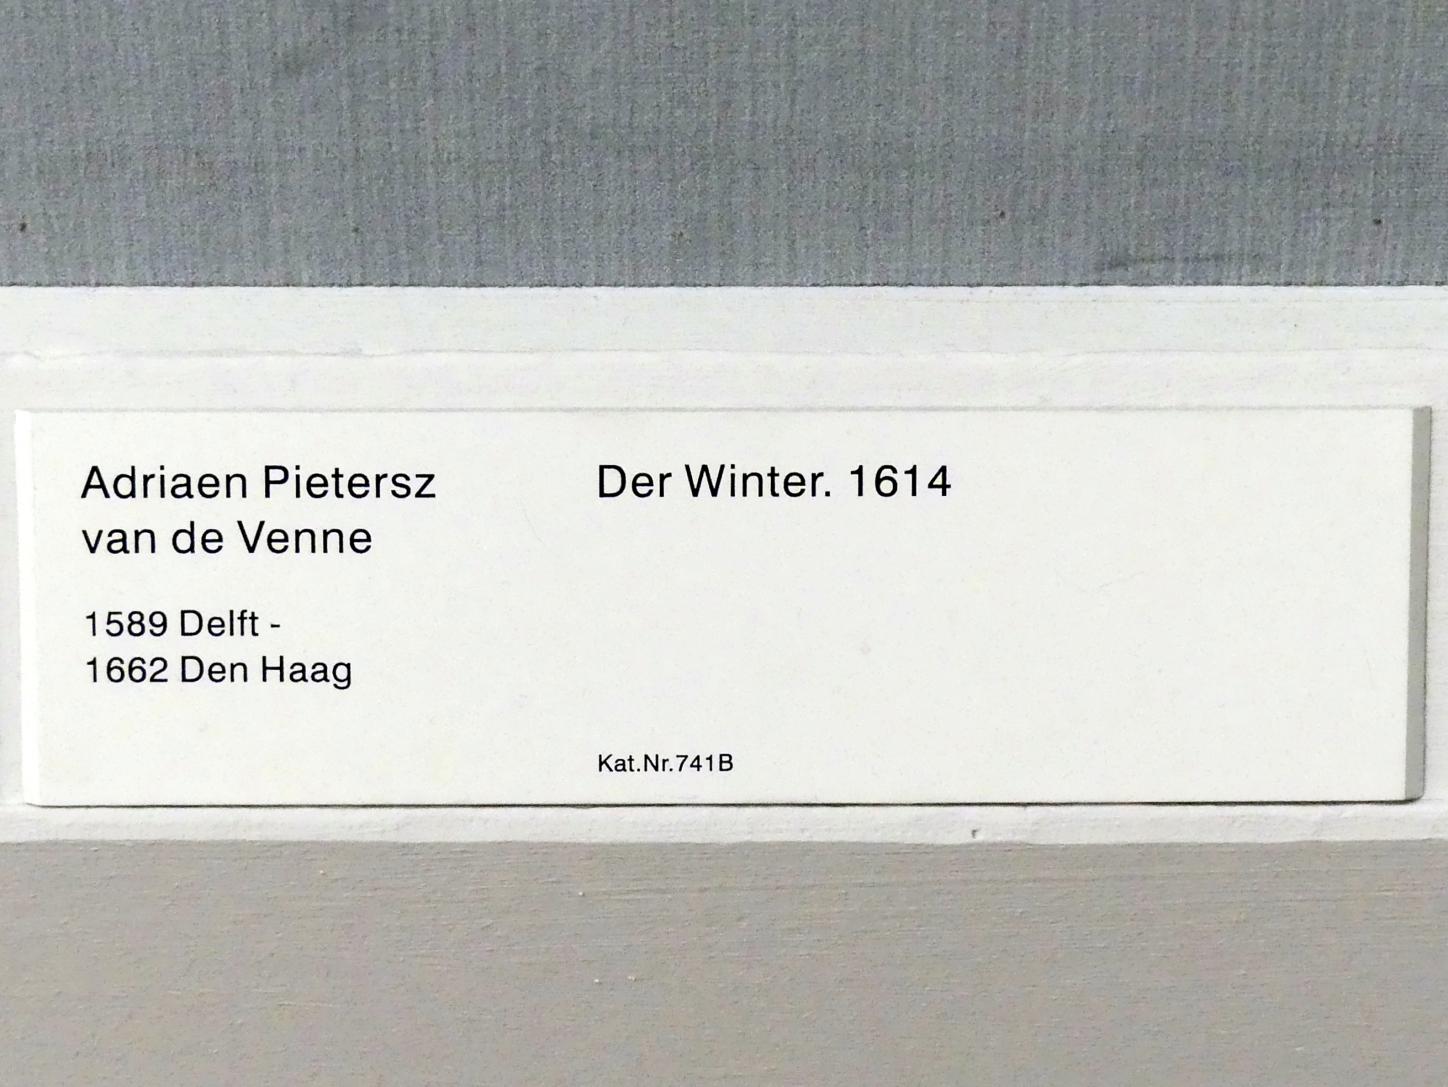 Adriaen Pietersz
van de Venne
1589 Delft -
1662 Den Haag
Der Winter. 1614
Kat.Nr.741B